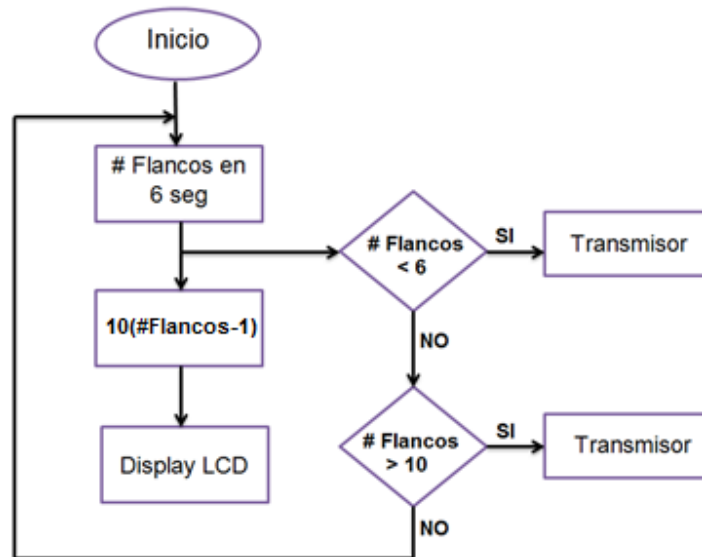 Inicio
# Flancos en
6 seg
# Flancos
< 6
SI
Transmisor
10(#Flancos-1)
NO
Display LCD
# Flancos
> 10
SI
Transmisor
NO